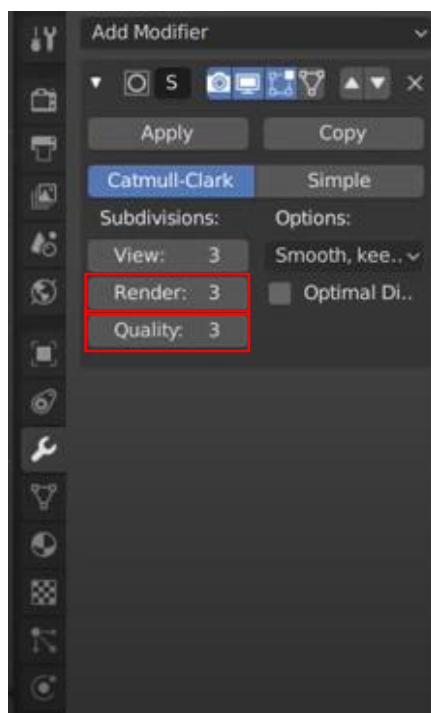 Add Modifier
S
Apply Copy
Catmull-Clark Simple
Subdivisions: Options:
View: 3 Smooth, kee..
Render: 3 Optimal Di..
Quality: 3